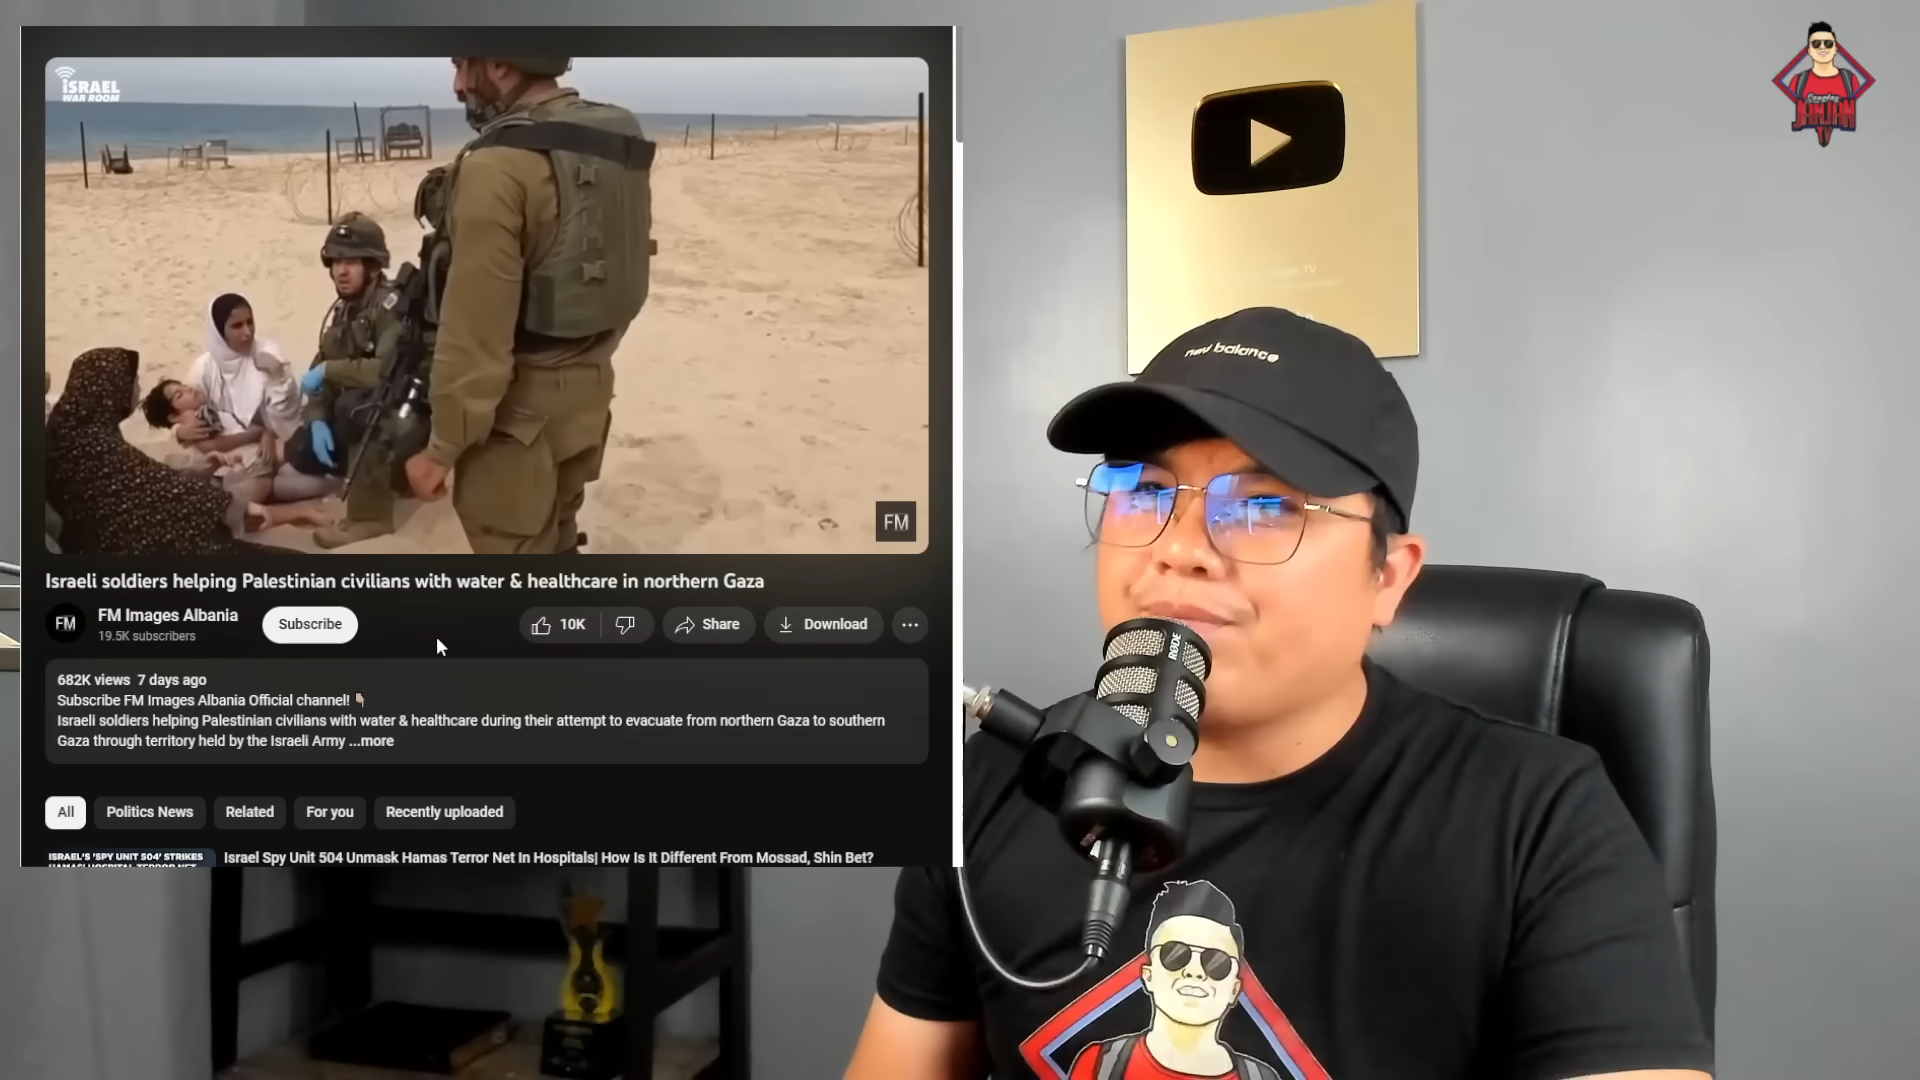 iSRAEL
WAR ROOM
FM
Israeli soldiers helping Palestinian civilians with water & healthcare in northern Gaza
FM
FM Images Albania
19.5K subscribers
Subscribe
10K
Share
Download
682K views 7 days ago
Subscribe FM Images Albania Official channel!
Israeli soldiers helping Palestinian civilians with water & healthcare during their attempt to evacuate from northern Gaza to southern
Gaza through territory held by the Israeli Army ...more
All
Politics News
Related
For you
Recently uploaded
ISRAEL'S 'SPY UNIT 504' STRIKES
Israel Spy Unit 504 Unmask Hamas Terror Net In Hospitals| How Is It Different From Mossad, Shin Bet?
new balance
RØDE
JANJAN
TV